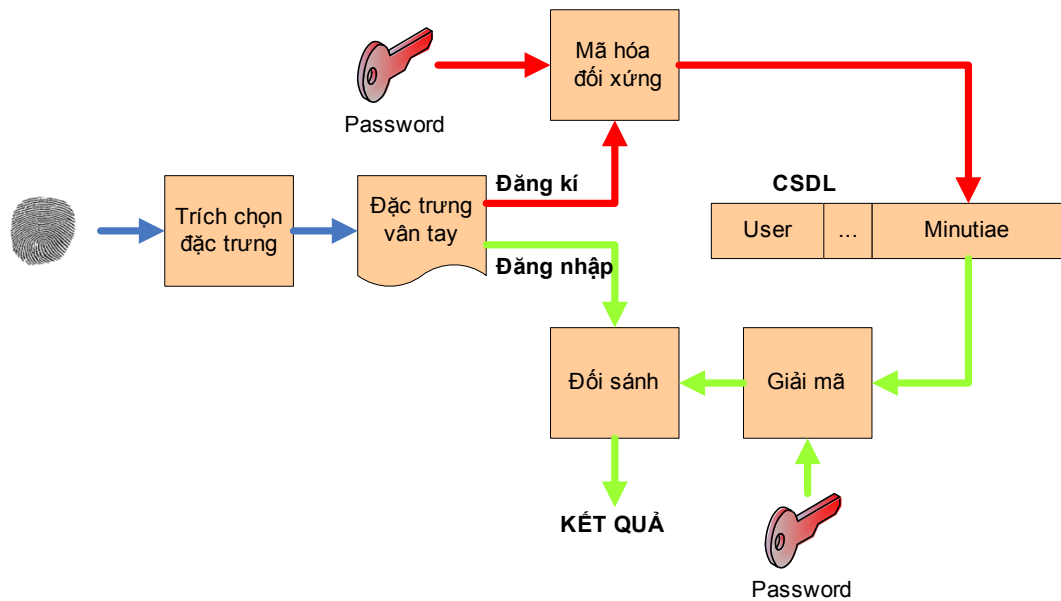 Mã hóa
đối xứng
Password
Đăng kí
CSDL
Trích chọn
đặc trưng
Đặc trưng
vân tay
User
...
Minutiae
Đăng nhập
Đối sánh
Giải mã
KẾT QUẢ
Password